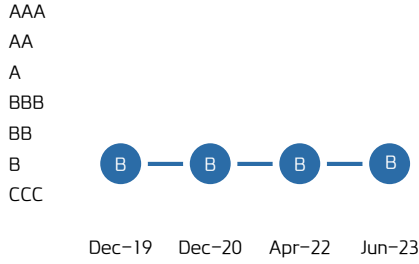 AAA
AA
A
BBB
BB
B B B B B
CCC
Dec-19 Dec-20 Apr-22 Jun-23